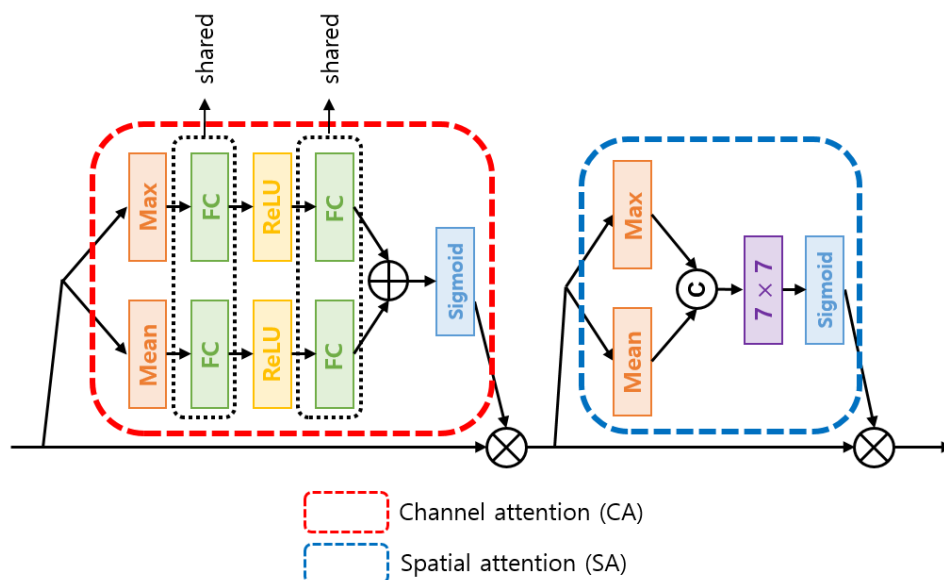 shared
shared
Max
FC
ReLU
FC
Mean
FC
ReLU
FC
Sigmoid
Max
Mean
C
7 × 7
Sigmoid
Channel attention (CA)
Spatial attention (SA)